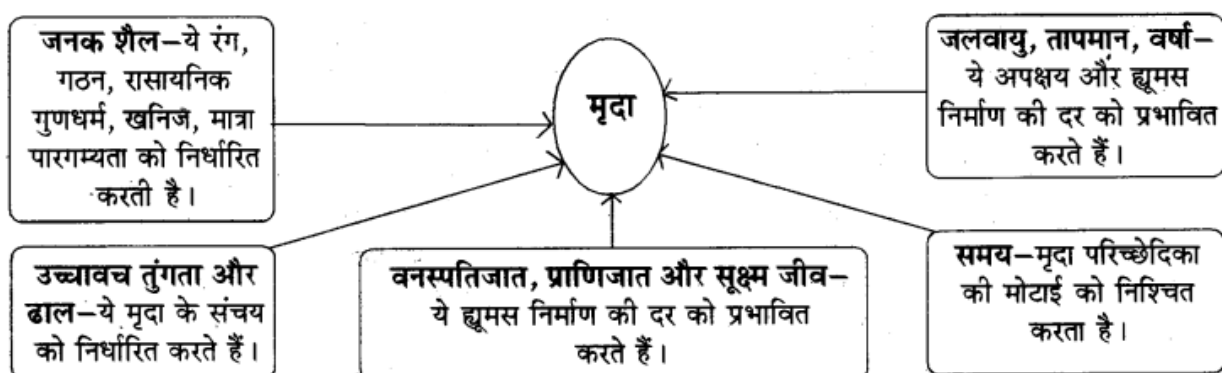 जनक शैल–ये रंग,
गठन, रासायनिक
गुणधर्म, खनिज, मात्रा
पारगम्यता को निर्धारित
करती है।
मृदा
जलवायु, तापमान, वर्षा–
ये अपक्षय और ह्यूमस
निर्माण की दर को प्रभावित
करते हैं।
उच्चावच तुंगता और
ढाल–ये मृदा के संचय
को निर्धारित करते हैं।
वनस्पतिजात, प्राणिजात और सूक्ष्म जीव–
ये ह्यूमस निर्माण की दर को प्रभावित
करते हैं।
समय–मृदा परिच्छेदिका
की मोटाई को निश्चित
करता है।